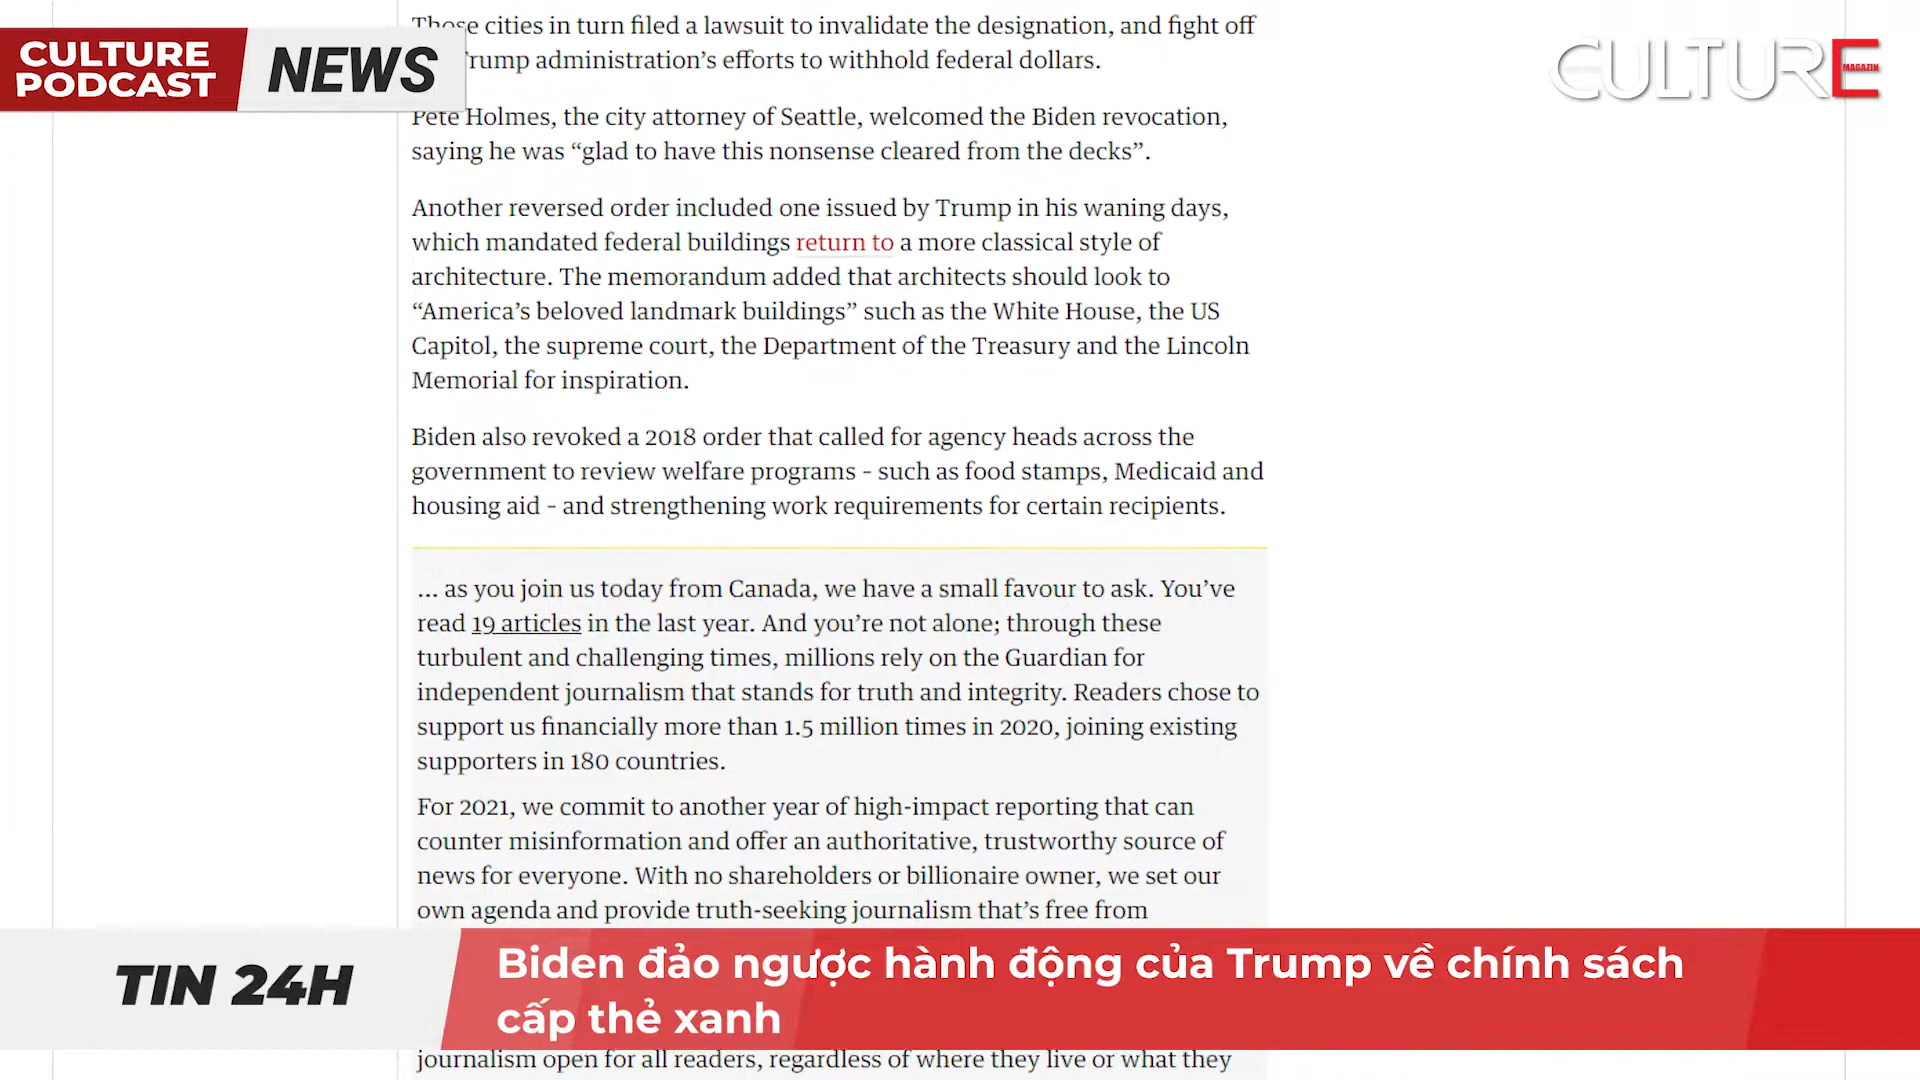 CULTURE
PODCAST
NEWS
CULTURE
MAGAZIN
Those cities in turn filed a lawsuit to invalidate the designation, and fight off
Trump administration’s efforts to withhold federal dollars.
Pete Holmes, the city attorney of Seattle, welcomed the Biden revocation,
saying he was “glad to have this nonsense cleared from the decks”.
Another reversed order included one issued by Trump in his waning days,
which mandated federal buildings return to a more classical style of
architecture. The memorandum added that architects should look to
“America’s beloved landmark buildings” such as the White House, the US
Capitol, the supreme court, the Department of the Treasury and the Lincoln
Memorial for inspiration.
Biden also revoked a 2018 order that called for agency heads across the
government to review welfare programs – such as food stamps, Medicaid and
housing aid – and strengthening work requirements for certain recipients.
... as you join us today from Canada, we have a small favour to ask. You’ve
read 19 articles in the last year. And you’re not alone; through these
turbulent and challenging times, millions rely on the Guardian for
independent journalism that stands for truth and integrity. Readers chose to
support us financially more than 1.5 million times in 2020, joining existing
supporters in 180 countries.
For 2021, we commit to another year of high-impact reporting that can
counter misinformation and offer an authoritative, trustworthy source of
news for everyone. With no shareholders or billionaire owner, we set our
own agenda and provide truth-seeking journalism that’s free from
TIN 24H
Biden đảo ngược hành động của Trump về chính sách
cấp thẻ xanh
journalism open for all readers, regardless of where they live or what they